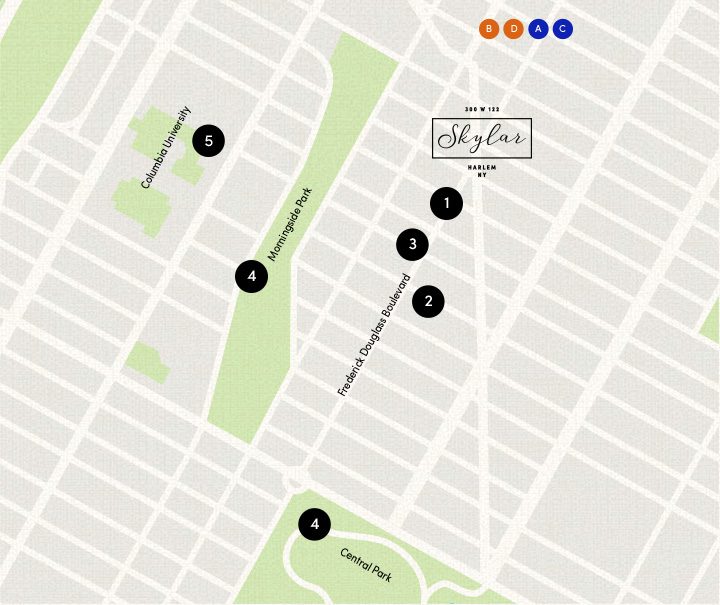 B D A C
300 W 122
Skylar
HARLEM
NY
Columbia University
5
1
Morningside Park
3
4
Frederick Douglass Boulevard
2
4
Central Park